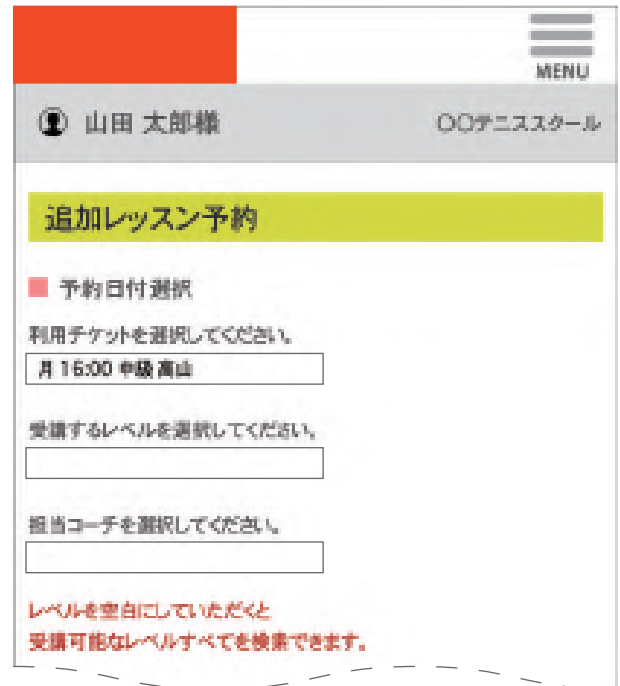 MENU
山田 太郎様
〇〇テニススクール
追加レッスン予約
予約日付選択
利用チケットを選択してください。
月 16:00 中級 高山
受講するレベルを選択してください。
担当コーチを選択してください。
レベルを空白にしていただくと
受講可能なレベルすべてを検索できます。